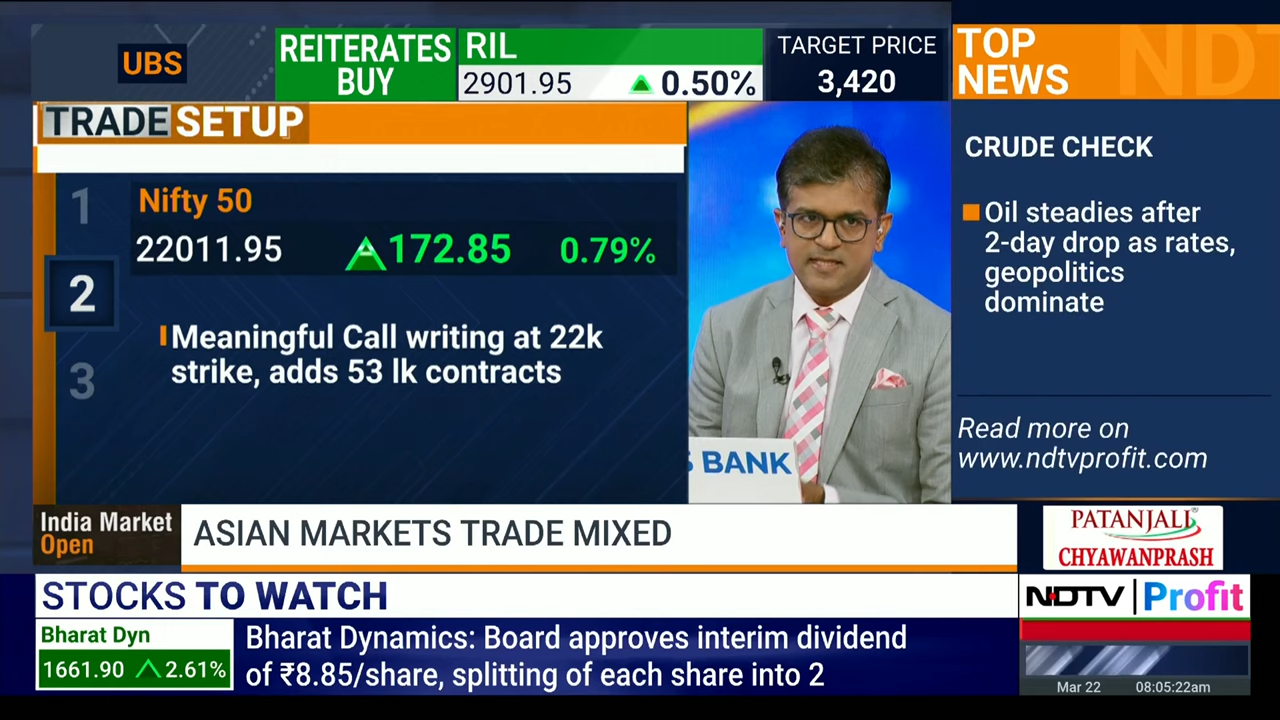 UBS
REITERATES
BUY
RIL
2901.95 ▲ 0.50%
TARGET PRICE
3,420
TOP
NEWS
ND
TRADE SETUP
1
Nifty 50
22011.95 ▲ 172.85 0.79%
2
Meaningful Call writing at 22k
strike, adds 53 lk contracts
3
BANK
CRUDE CHECK
Oil steadies after
2-day drop as rates,
geopolitics
dominate
Read more on
www.ndtvprofit.com
India Market
Open
ASIAN MARKETS TRADE MIXED
PATANJALI®
CHYAWANPRASH
STOCKS TO WATCH
Bharat Dyn
1661.90 ▲ 2.61%
Bharat Dynamics: Board approves interim dividend
of ₹8.85/share, splitting of each share into 2
NDTV | Profit
Mar 22 08:05:22am